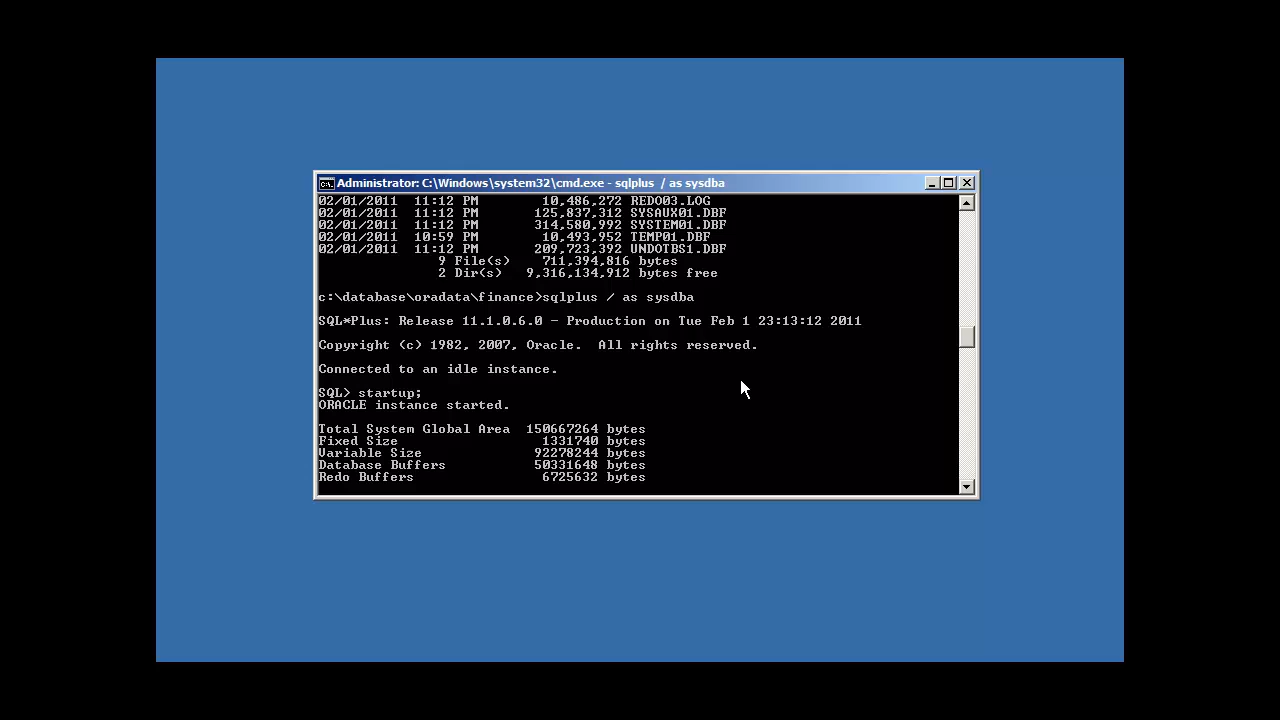 Administrator: C:\Windows\system32\cmd.exe - sqlplus / as sysdba
02/01/2011  11:12 PM        10,486,272 REDO03.LOG
02/01/2011  11:12 PM       125,837,312 SYSAUX01.DBF
02/01/2011  11:12 PM       314,580,992 SYSTEM01.DBF
02/01/2011  10:59 PM        10,493,952 TEMP01.DBF
02/01/2011  11:12 PM       209,723,392 UNDOTBS1.DBF
               9 File(s)    711,394,816 bytes
               2 Dir(s)   9,316,134,912 bytes free
c:\database\oradata\finance>sqlplus / as sysdba
SQL*Plus: Release 11.1.0.6.0 - Production on Tue Feb 1 23:13:12 2011
Copyright (c) 1982, 2007, Oracle.  All rights reserved.
Connected to an idle instance.
SQL> startup;
ORACLE instance started.
Total System Global Area  150667264 bytes
Fixed Size                  1331740 bytes
Variable Size              92278244 bytes
Database Buffers           50331648 bytes
Redo Buffers                6725632 bytes